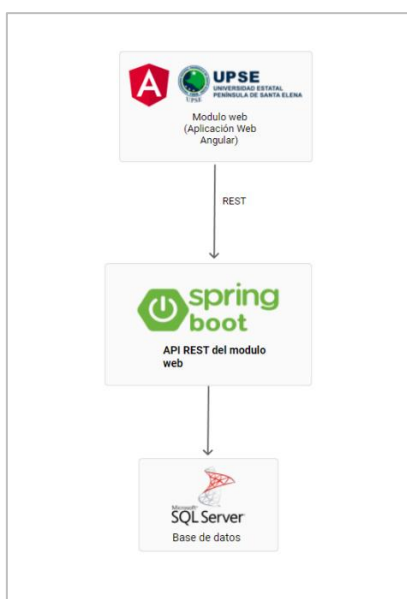 UPSE
UNIVERSIDAD ESTATAL
PENÍNSULA DE SANTA ELENA
UPSE
Modulo web
(Aplicación Web
Angular)
REST
spring
boot
API REST del modulo
web
Microsoft
SQL Server
Base de datos